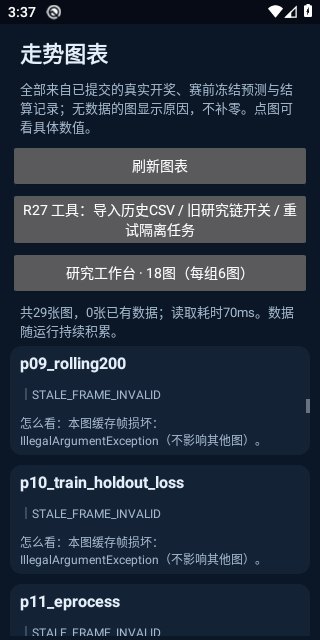 3:37
走势图表
全部来自已提交的真实开奖、赛前冻结预测与结
算记录；无数据的图显示原因，不补零。点图可
看具体数值。
刷新图表
R27 工具：导入历史CSV / 旧研究链开关 / 重
试隔离任务
研究工作台 · 18图（每组6图）
共29张图，0张已有数据；读取耗时70ms。数据
随运行持续积累。
p09_rolling200
｜STALE_FRAME_INVALID
怎么看：本图缓存帧损坏：
IllegalArgumentException（不影响其他图）。
p10_train_holdout_loss
｜STALE_FRAME_INVALID
怎么看：本图缓存帧损坏：
IllegalArgumentException（不影响其他图）。
p11_eprocess
｜STALE_FRAME_INVALID